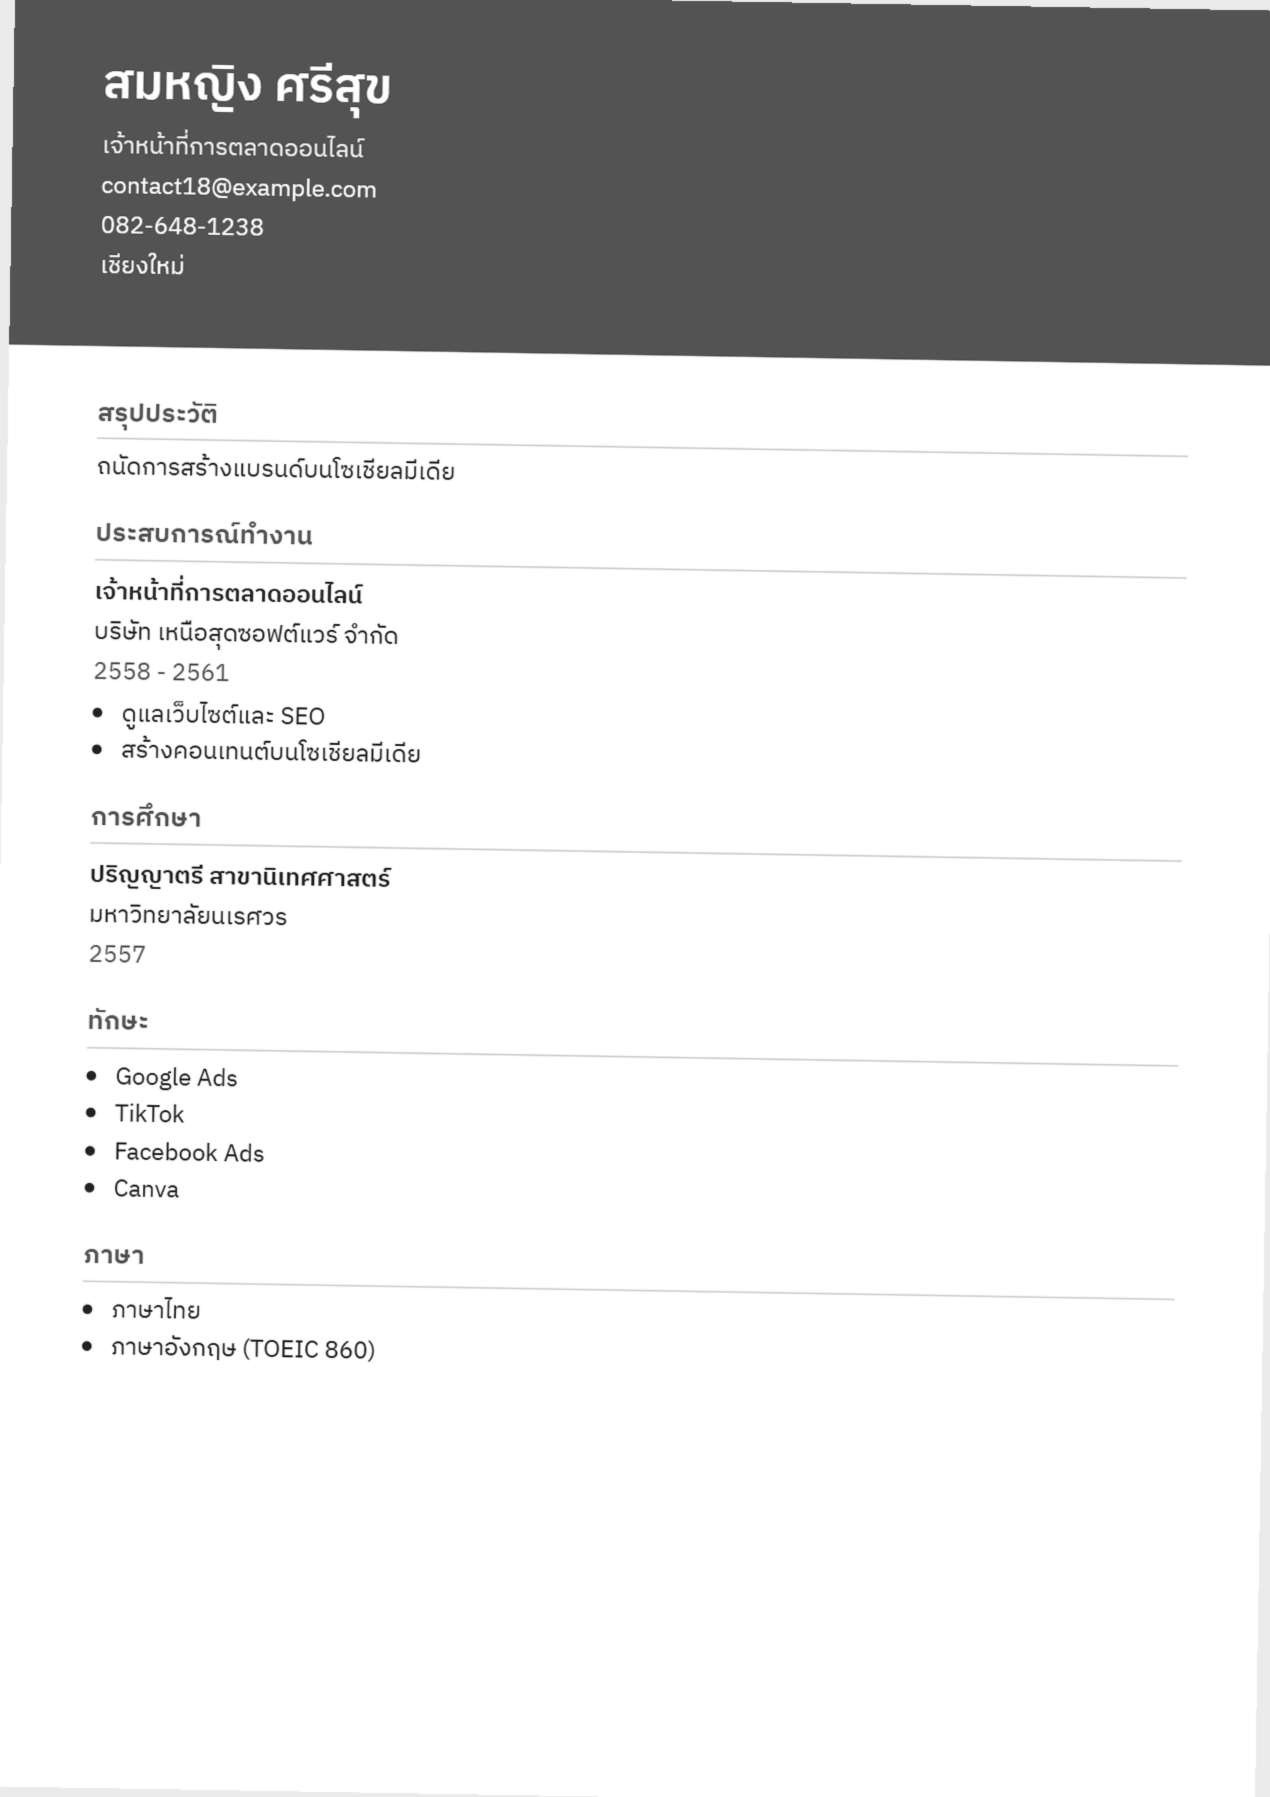 สมหญิง ศรีสุข
เจ้าหน้าที่การตลาดออนไลน์
contact18@example.com
082-648-1238
เชียงใหม่
สรุปประวัติ
ถนัดการสร้างแบรนด์บนโซเชียลมีเดีย
ประสบการณ์ทำงาน
เจ้าหน้าที่การตลาดออนไลน์
บริษัท เหนือสุดซอฟต์แวร์ จำกัด
2558 - 2561
• ดูแลเว็บไซต์และ SEO
• สร้างคอนเทนต์บนโซเชียลมีเดีย
การศึกษา
ปริญญาตรี สาขานิเทศศาสตร์
มหาวิทยาลัยนเรศวร
2557
ทักษะ
• Google Ads
• TikTok
• Facebook Ads
• Canva
ภาษา
• ภาษาไทย
• ภาษาอังกฤษ (TOEIC 860)